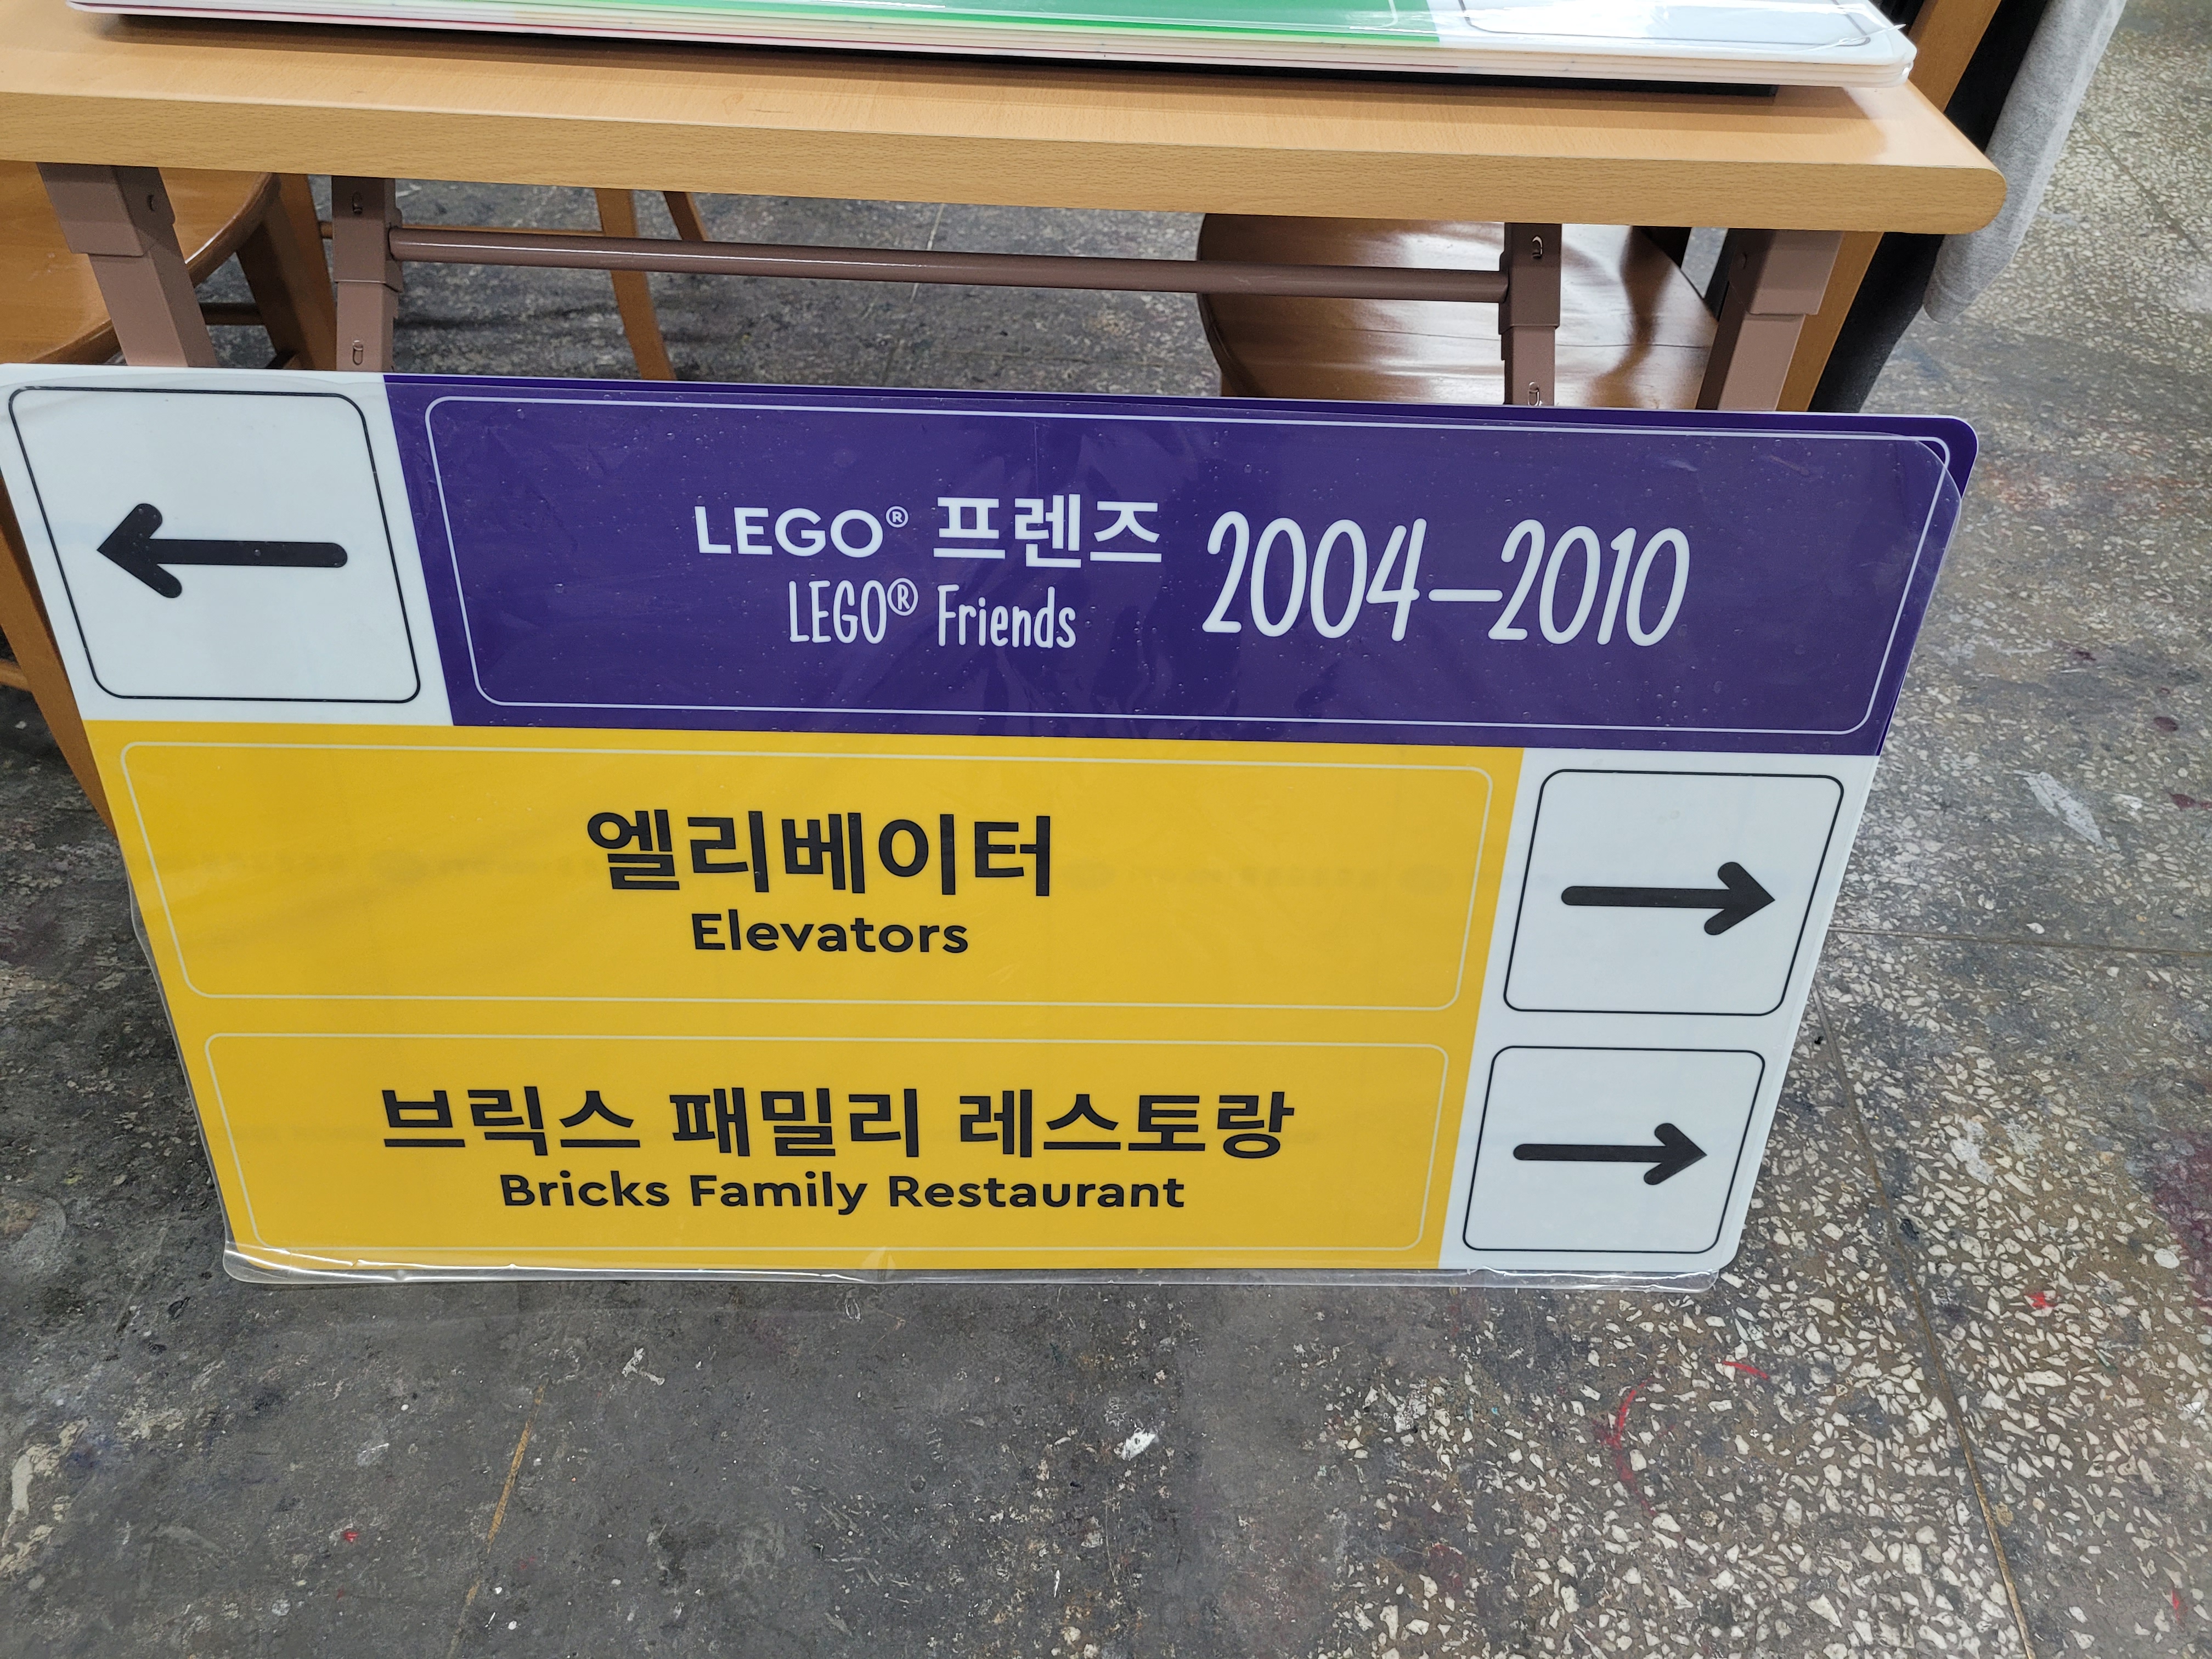 LEGO® 프렌즈 2004–2010
LEGO® Friends
엘리베이터
Elevators
브릭스 패밀리 레스토랑
Bricks Family Restaurant